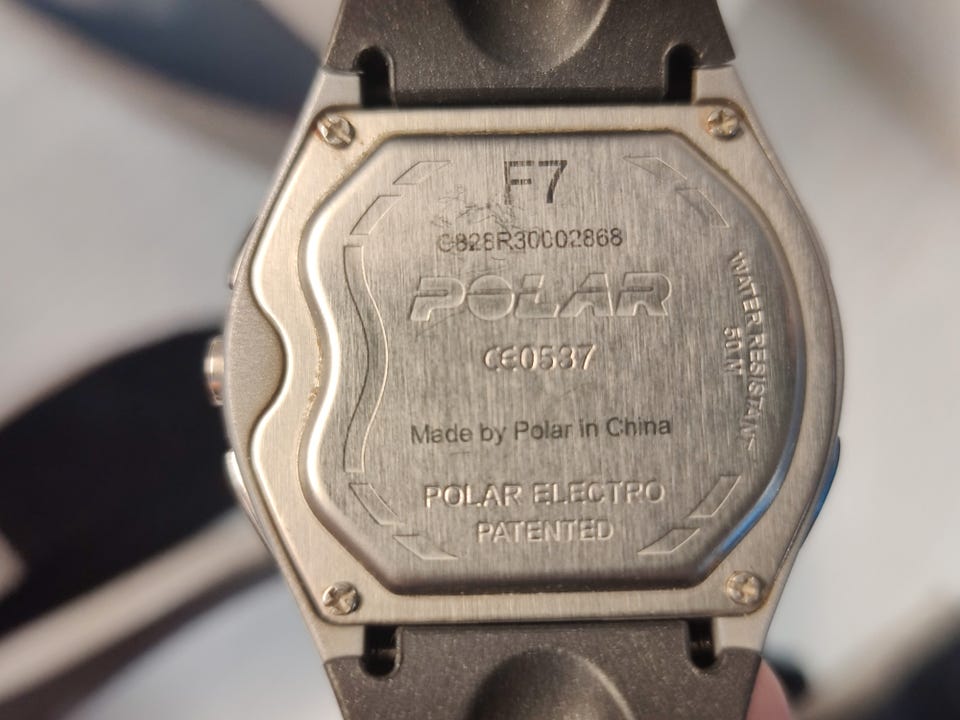 F7
C828R30002868
POLAR
CE0537
Made by Polar in China
POLAR ELECTRO
PATENTED
WATER RESISTANT
50 M